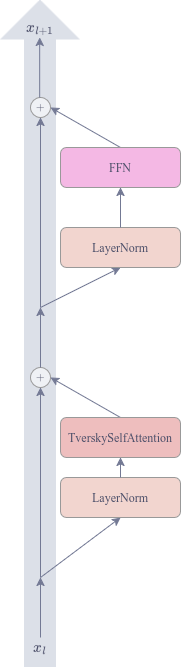 x_{l+1}
+
FFN
LayerNorm
+
TverskySelfAttention
LayerNorm
x_l